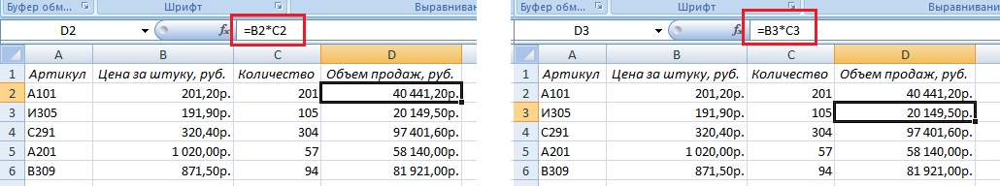 Буфер обм... Шрифт Выравнивани
D2 fx =B2*C2
A B C D
1 Артикул Цена за штуку, руб. Количество Объем продаж, руб.
2 А101 201,20р. 201 40 441,20р.
3 И305 191,90р. 105 20 149,50р.
4 С291 320,40р. 304 97 401,60р.
5 А201 1 020,00р. 57 58 140,00р.
6 В309 871,50р. 94 81 921,00р.
Буфер обм... Шрифт Выравнивани
D3 fx =B3*C3
A B C D
1 Артикул Цена за штуку, руб. Количество Объем продаж, руб.
2 А101 201,20р. 201 40 441,20р.
3 И305 191,90р. 105 20 149,50р.
4 С291 320,40р. 304 97 401,60р.
5 А201 1 020,00р. 57 58 140,00р.
6 В309 871,50р. 94 81 921,00р.